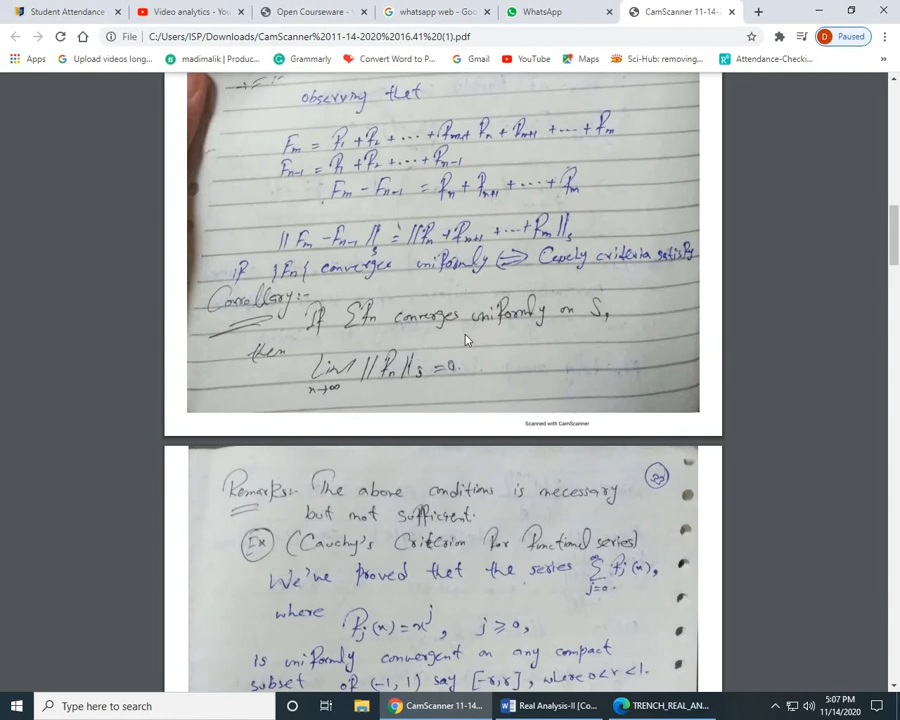 Student Attendance
Video analytics - Yo
Open Courseware -
whatsapp web - Goo
WhatsApp
CamScanner 11-14-
File
C:/Users/ISP/Downloads/CamScanner%2011-14-2020%2016.41%20(1).pdf
Paused
Apps
Upload videos long...
madimalik | Produc...
Grammarly
Convert Word to P...
Gmail
YouTube
Maps
Sci-Hub: removing...
Attendance-Checki...
observing that
Fm = f1 + f2 + ... + fn-1 + fn + fn+1 + ... + fm
Fn-1 = f1 + f2 + ... + fn-1
Fm - Fn-1 = fn + fn+1 + ... + fm
|| Fm - Fn-1 ||s = || fn + fn+1 + ... + fm ||s
if {Fn} converges uniformly ⟺ Cauchy criteria satisfy
Corrollary:-
If Σfn converges uniformly on S,
then
lim n→∞ || fn ||s = 0.
Scanned with CamScanner
Remarks:- The above conditions is necessary
but not sufficient.
Ex (Cauchy's Criterion for functional series)
We've proved that the series Σ j=0 ∞ fj(x),
where fj(x) = x^j, j ≥ 0,
is uniformly convergent on any compact
subset of (-1, 1) say [-r, r], where 0 < r < 1.
Type here to search
CamScanner 11-14-...
Real Analysis-II [Co...
TRENCH_REAL_AN...
5:07 PM
11/14/2020